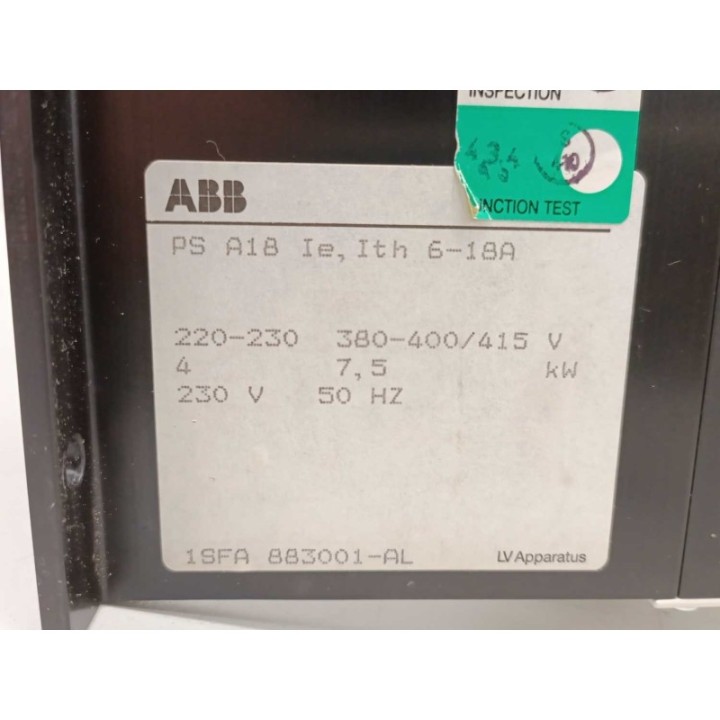 INSPECTION
FUNCTION TEST
ABB
PS A18 Ie,Ith 6-18A
220-230 380-400/415 V
4 7,5 kW
230 V 50 HZ
1SFA 883001-AL LV Apparatus